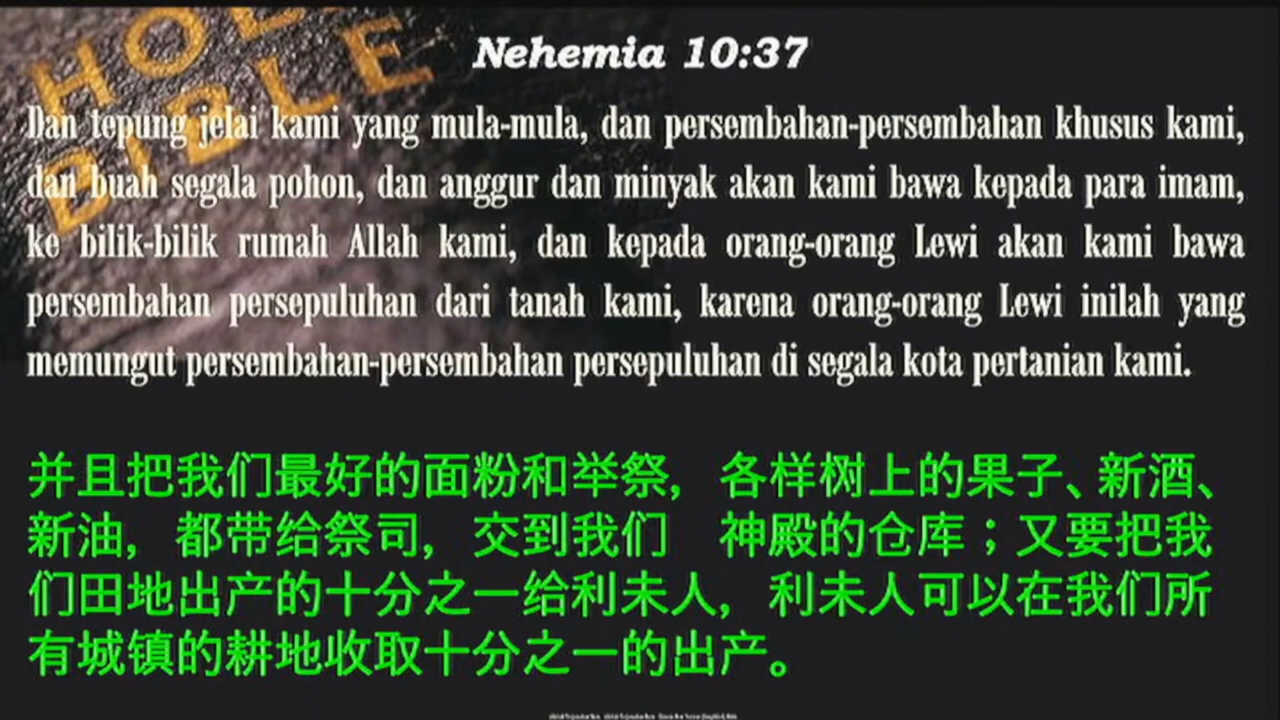 HOLY
BIBLE
Nehemia 10:37
Dan tepung jelai kami yang mula-mula, dan persembahan-persembahan khusus kami,
dan buah segala pohon, dan anggur dan minyak akan kami bawa kepada para imam,
ke bilik-bilik rumah Allah kami, dan kepada orang-orang Lewi akan kami bawa
persembahan persepuluhan dari tanah kami, karena orang-orang Lewi inilah yang
memungut persembahan-persembahan persepuluhan di segala kota pertanian kami.
并且把我们最好的面粉和举祭， 各样树上的果子、新酒、
新油， 都带给祭司， 交到我们 神殿的仓库；又要把我
们田地出产的十分之一给利未人， 利未人可以在我们所
有城镇的耕地收取十分之一的出产。